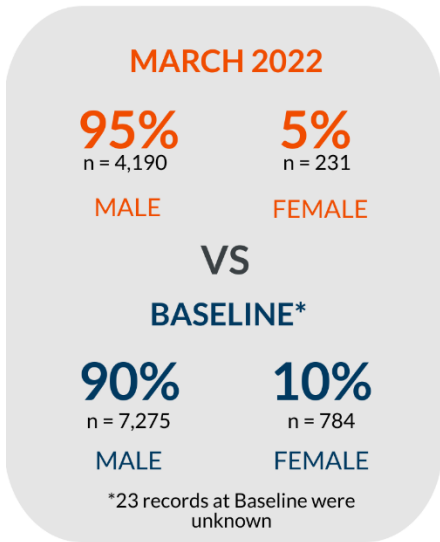 MARCH 2022
95% 5%
n = 4,190 n = 231
MALE FEMALE
VS
BASELINE*
90% 10%
n = 7,275 n = 784
MALE FEMALE
*23 records at Baseline were
unknown